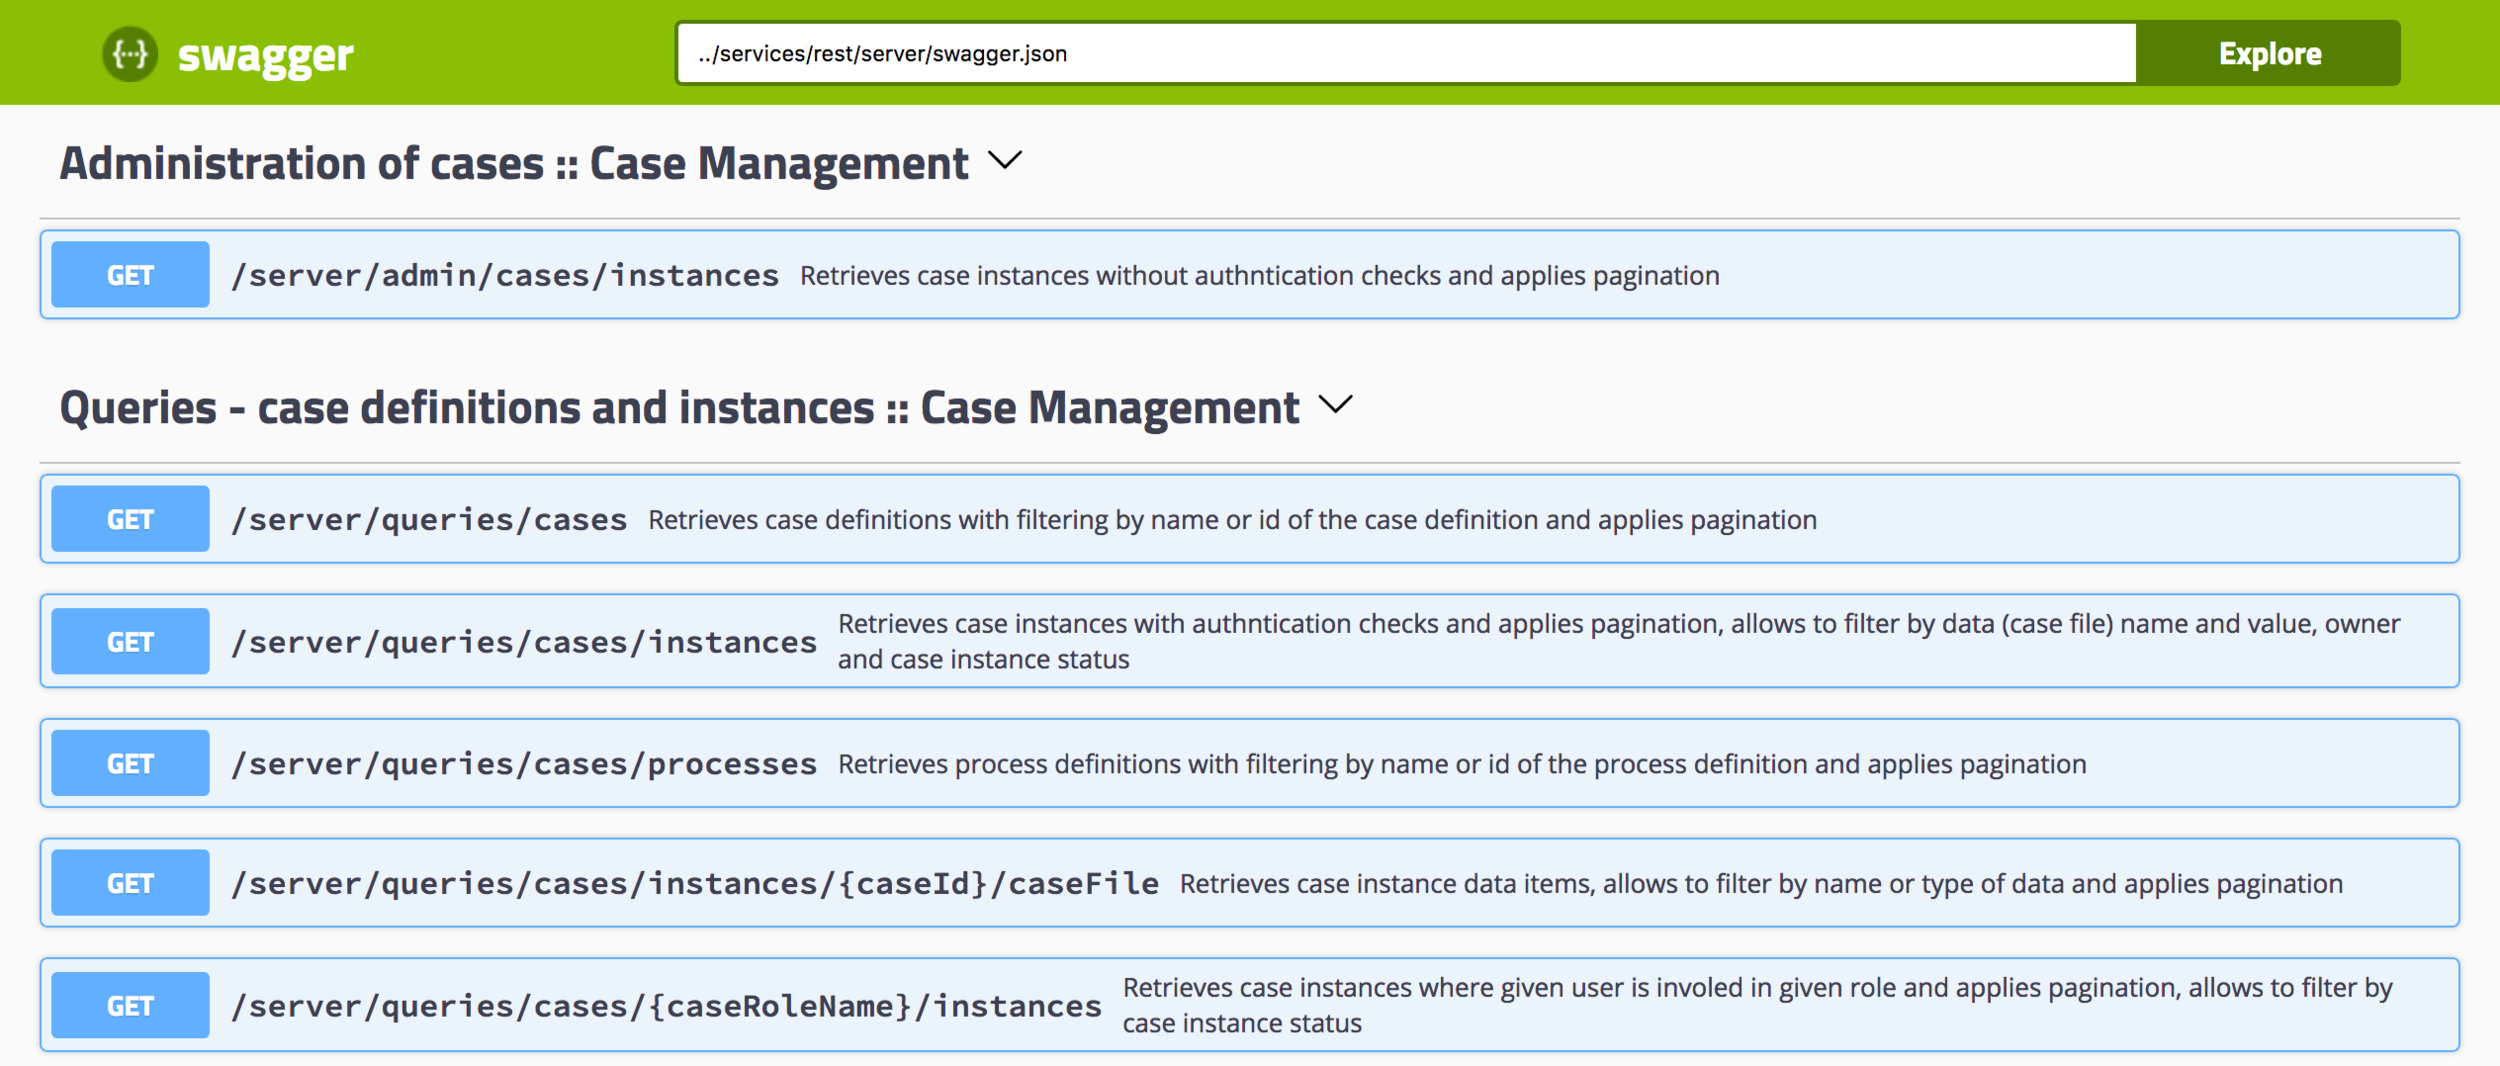 {···} swagger
../services/rest/server/swagger.json
Explore
Administration of cases :: Case Management
GET /server/admin/cases/instances Retrieves case instances without authntication checks and applies pagination
Queries - case definitions and instances :: Case Management
GET /server/queries/cases Retrieves case definitions with filtering by name or id of the case definition and applies pagination
GET /server/queries/cases/instances Retrieves case instances with authntication checks and applies pagination, allows to filter by data (case file) name and value, owner
and case instance status
GET /server/queries/cases/processes Retrieves process definitions with filtering by name or id of the process definition and applies pagination
GET /server/queries/cases/instances/{caseId}/caseFile Retrieves case instance data items, allows to filter by name or type of data and applies pagination
GET /server/queries/cases/{caseRoleName}/instances Retrieves case instances where given user is involed in given role and applies pagination, allows to filter by
case instance status